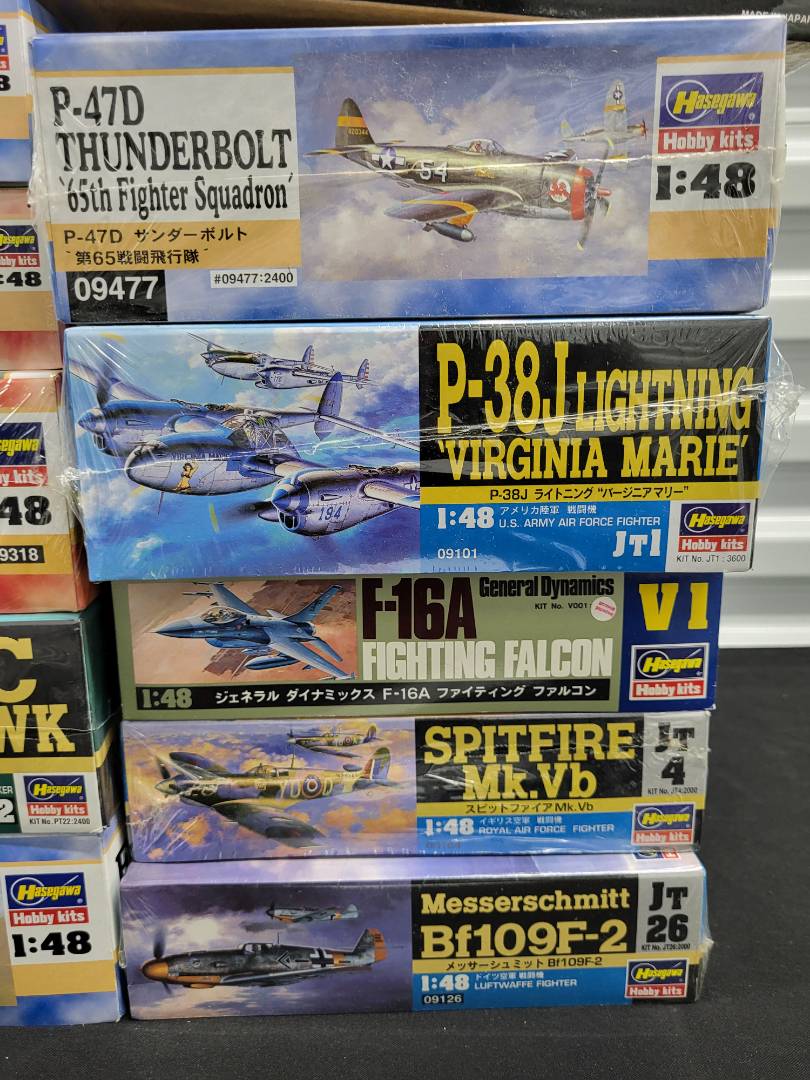 MADE IN JAPAN
P-47D
THUNDERBOLT
'65th Fighter Squadron'
P-47D サンダーボルト
"第65戦闘飛行隊"
09477
#09477:2400
420344
54
Hasegawa
Hobby kits
1:48
P-38J LIGHTNING
'VIRGINIA MARIE'
P-38J ライトニング "バージニア マリー"
1:48 アメリカ陸軍 戦闘機
U.S. ARMY AIR FORCE FIGHTER
09101
JT1
Hasegawa
Hobby kits
KIT No. JT1 : 3600
194
F-16A
General Dynamics
KIT No. V001
FIGHTING FALCON
1:48
ジェネラル ダイナミックス F-16A ファイティング ファルコン
V1
Hasegawa
Hobby kits
SPITFIRE
Mk.Vb
スピットファイア Mk.Vb
1:48 イギリス空軍 戦闘機
ROYAL AIR FORCE FIGHTER
JT
4
KIT No. JT4:2000
Hasegawa
Hobby kits
Messerschmitt
Bf109F-2
メッサーシュミット Bf109F-2
1:48 ドイツ空軍 戦闘機
LUFTWAFFE FIGHTER
09126
JT
26
KIT No. JT26:2000
Hasegawa
Hobby kits
:48
egawa
48
9318
C
WK
Hasegawa
Hobby kits
KIT No. PT22:2400
Hasegawa
Hobby kits
1:48